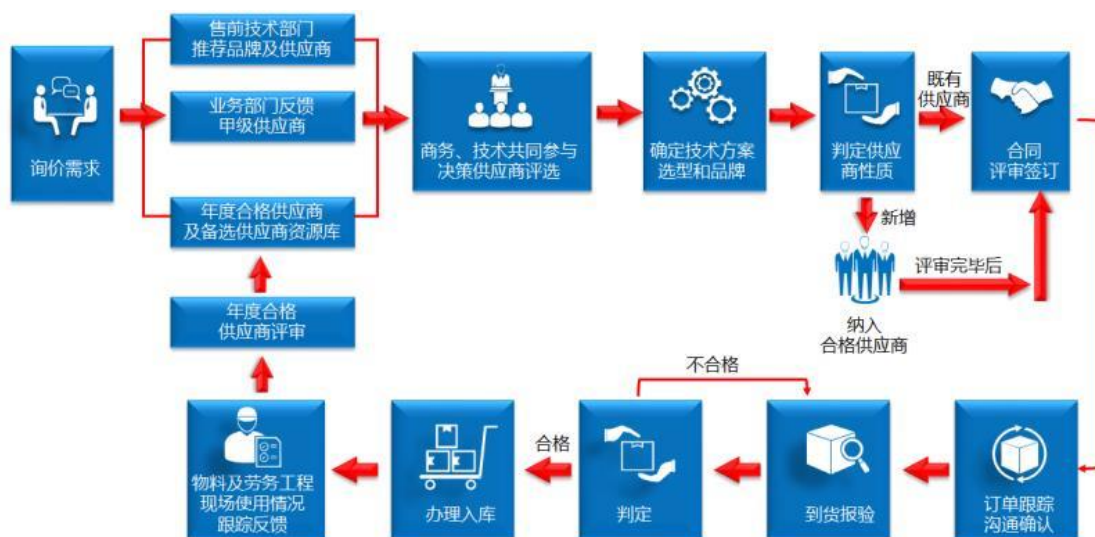 售前技术部门
推荐品牌及供应商
询价需求
业务部门反馈
甲级供应商
年度合格供应商
及备选供应商资源库
商务、技术共同参与
决策供应商评选
确定技术方案
选型和品牌
判定供应
商性质
既有
供应商
合同
评审签订
新增
评审完毕后
纳入
合格供应商
年度合格
供应商评审
不合格
物料及劳务工程
现场使用情况
跟踪反馈
办理入库
合格
判定
到货报验
订单跟踪
沟通确认